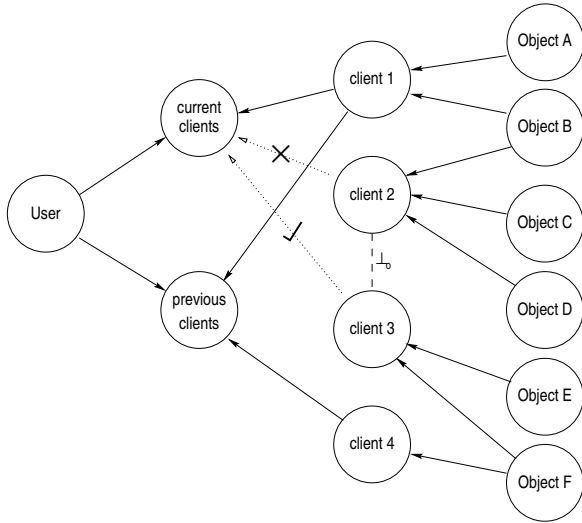 Object A
client 1
current
clients
Object B
client 2
User
Object C
⊥o
previous
clients
Object D
client 3
Object E
client 4
Object F